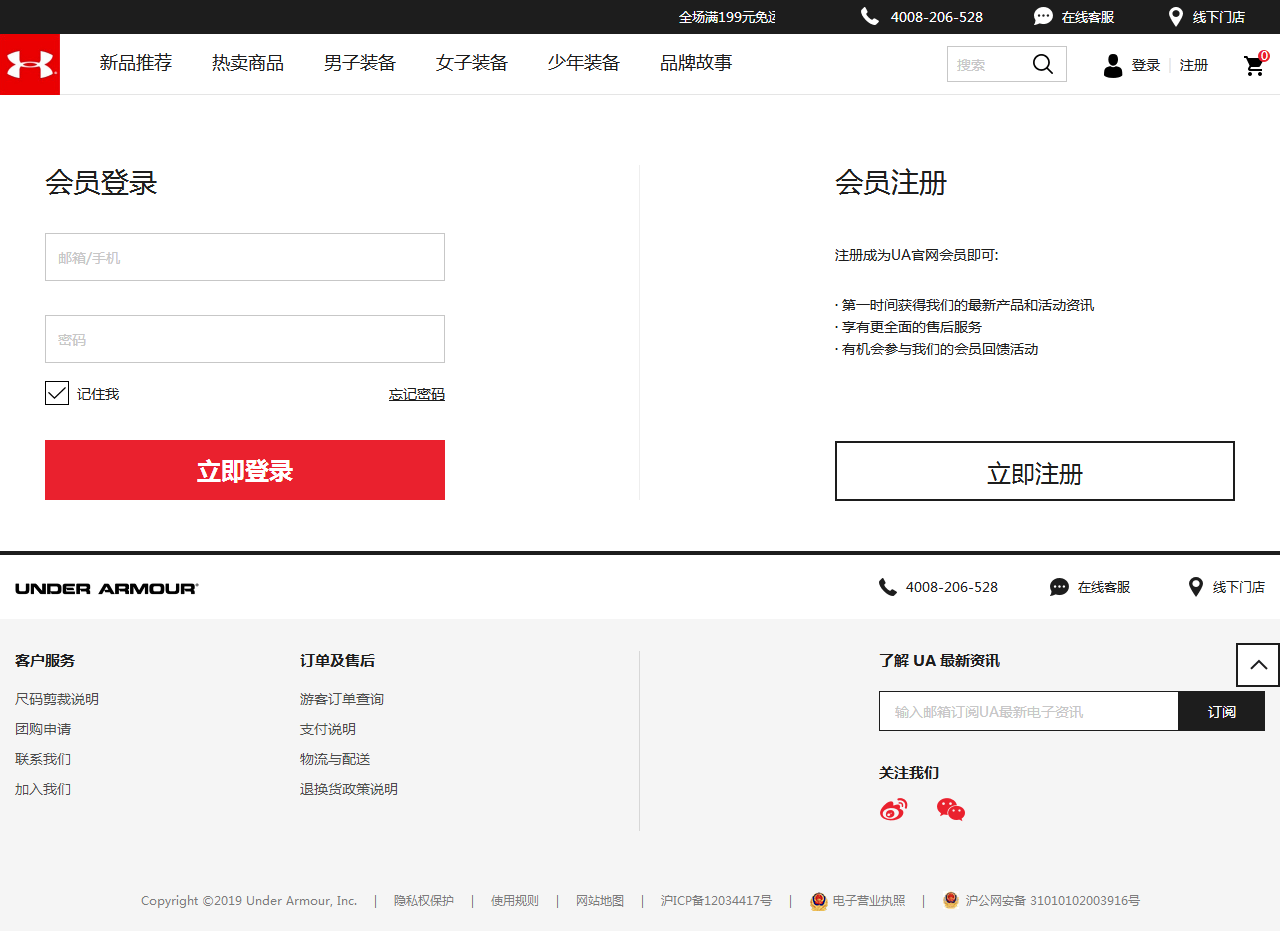 全场满199元免运
4008-206-528
在线客服
线下门店
新品推荐
热卖商品
男子装备
女子装备
少年装备
品牌故事
搜索
登录
注册
0
会员登录
邮箱/手机
密码
记住我
忘记密码
立即登录
会员注册
注册成为UA官网会员即可:
· 第一时间获得我们的最新产品和活动资讯
· 享有更全面的售后服务
· 有机会参与我们的会员回馈活动
立即注册
UNDER ARMOUR
4008-206-528
在线客服
线下门店
客户服务
尺码剪裁说明
团购申请
联系我们
加入我们
订单及售后
游客订单查询
支付说明
物流与配送
退换货政策说明
了解 UA 最新资讯
输入邮箱订阅UA最新电子资讯
订阅
关注我们
Copyright ©2019 Under Armour, Inc. | 隐私权保护 | 使用规则 | 网站地图 | 沪ICP备12034417号 | 电子营业执照 | 沪公网安备 31010102003916号